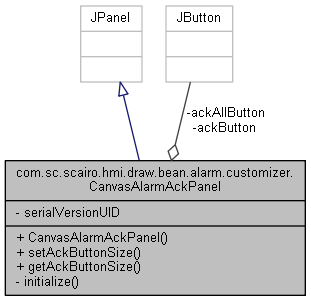 JPanel
JButton
-ackAllButton
-ackButton
com.sc.scairo.hmi.draw.bean.alarm.customizer.
CanvasAlarmAckPanel
- serialVersionUID
+ CanvasAlarmAckPanel()
+ setAckButtonSize()
+ getAckButtonSize()
- initialize()